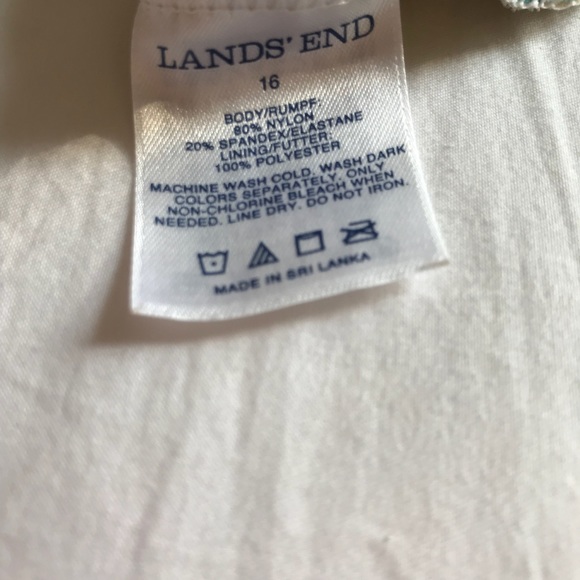 LANDS' END
16
BODY/RUMPF:
80% NYLON
20% SPANDEX/ELASTANE
LINING/FUTTER:
100% POLYESTER
MACHINE WASH COLD, WASH DARK
COLORS SEPARATELY, ONLY
NON-CHLORINE BLEACH WHEN
NEEDED. LINE DRY. DO NOT IRON.
MADE IN SRI LANKA